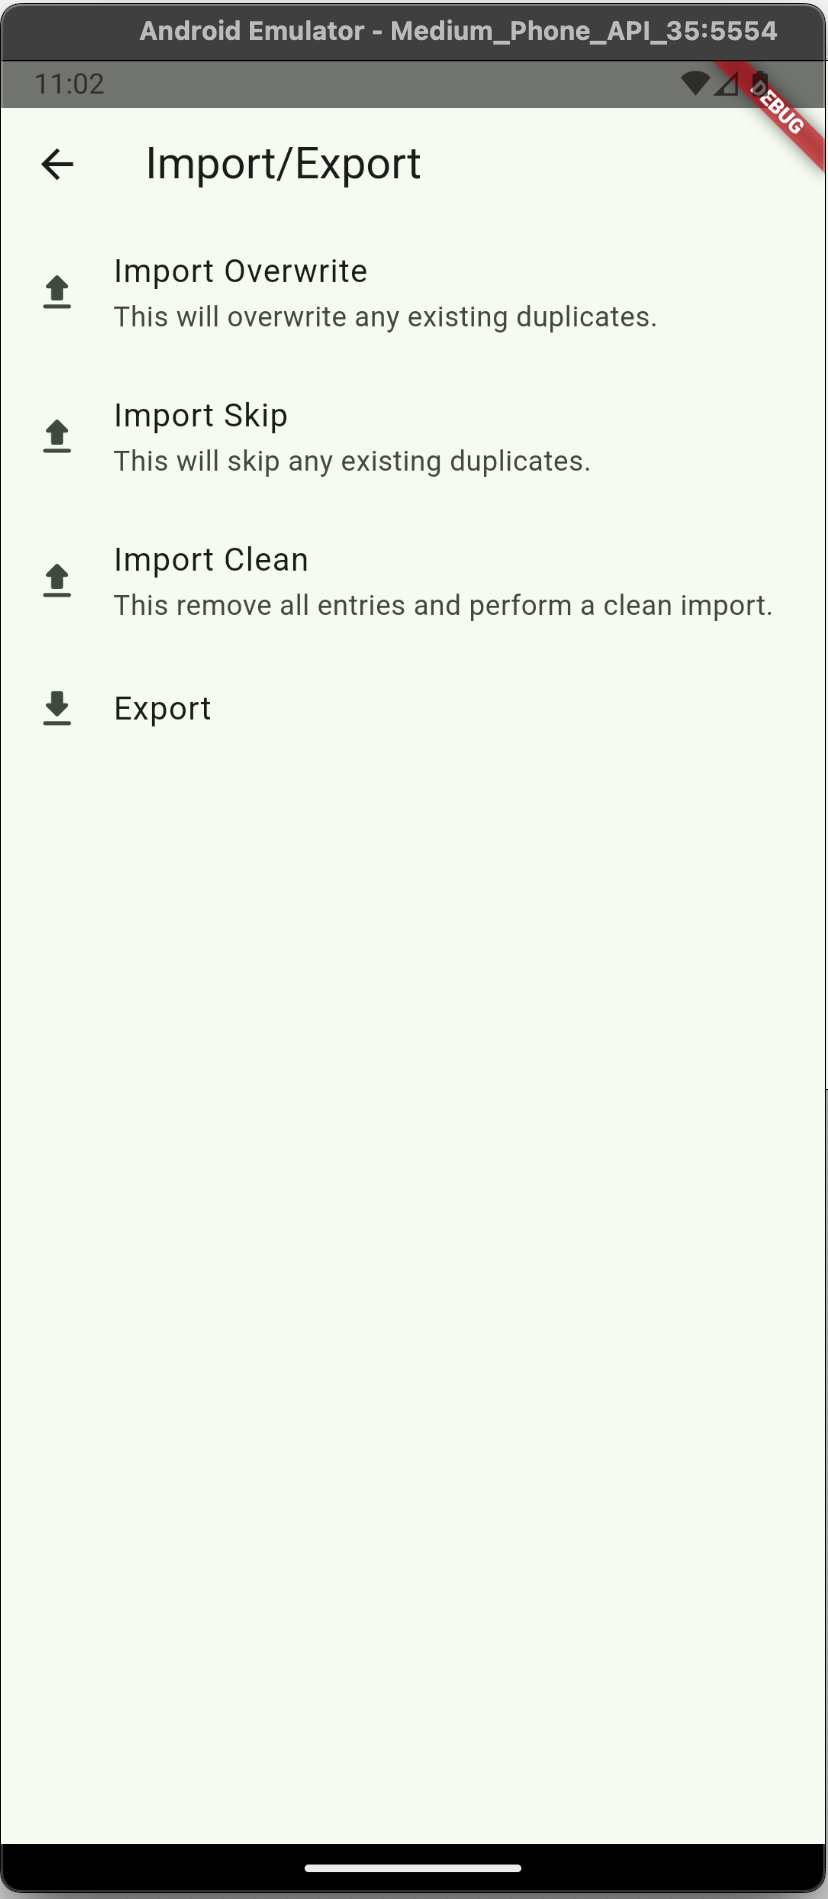 Android Emulator - Medium_Phone_API_35:5554
11:02
DEBUG
Import/Export
Import Overwrite
This will overwrite any existing duplicates.
Import Skip
This will skip any existing duplicates.
Import Clean
This remove all entries and perform a clean import.
Export